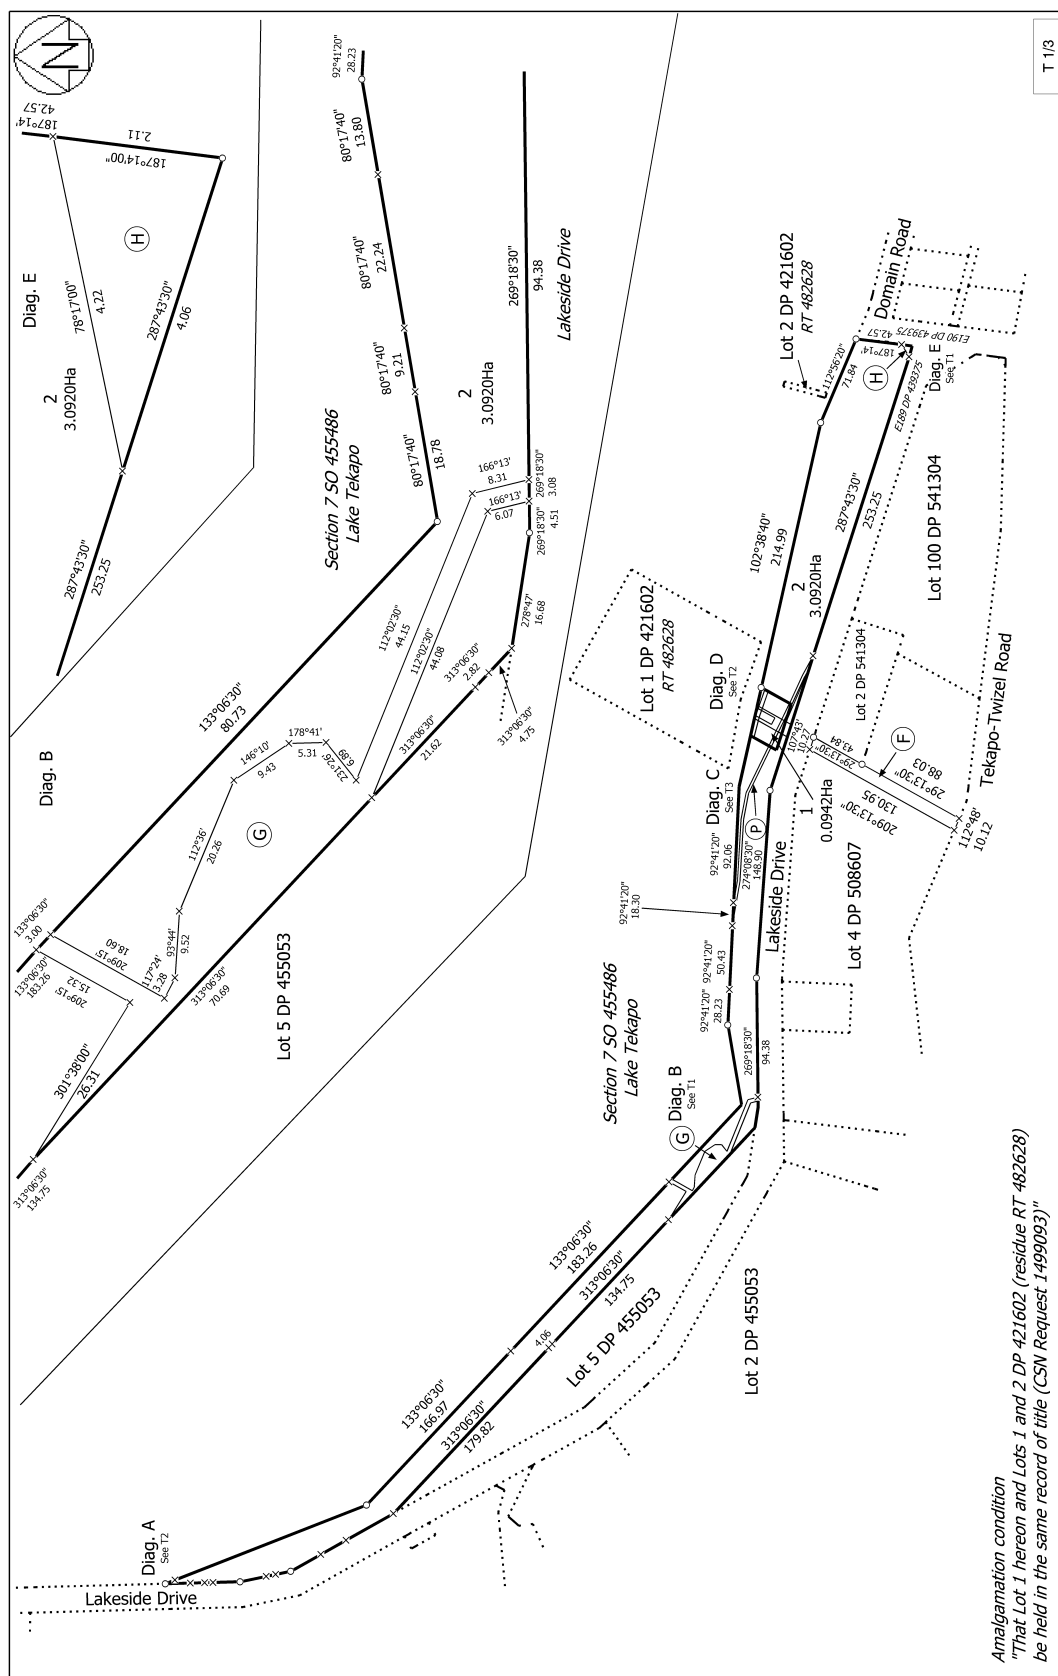 T 1/3
N
Diag. E
2
3.0920Ha
187°14'
42.57
2.11
187°14'00"
H
78°17'00"
4.22
287°43'30"
4.06
287°43'30"
253.25
Diag. B
92°41'20"
28.23
80°17'40"
13.80
80°17'40"
22.24
80°17'40"
9.21
80°17'40"
18.78
Section 7 SO 455486
Lake Tekapo
2
3.0920Ha
269°18'30"
94.38
Lakeside Drive
166°13'
8.31
166°13'
6.07
269°18'30"
3.08
269°18'30"
4.51
278°47'
16.68
112°02'30"
44.15
112°02'30"
44.08
313°06'30"
2.82
313°06'30"
4.75
313°06'30"
21.62
133°06'30"
80.73
178°41'
5.31
231°26'
6.89
146°10'
9.43
112°36'
20.26
G
93°44'
9.52
117°24'
3.28
209°15'
18.60
209°15'
15.32
133°06'30"
3.00
133°06'30"
183.26
313°06'30"
70.69
301°38'00"
26.31
313°06'30"
134.75
Lot 5 DP 455053
Lot 2 DP 421602
RT 482628
Domain Road
112°56'20"
71.84
187°14'
42.57
E190 DP 439375
Diag. E
See T1
H
E189 DP 439375
287°43'30"
253.25
102°38'40"
214.99
2
3.0920Ha
Lot 100 DP 541304
Lot 1 DP 421602
RT 482628
Diag. D
See T2
Lot 2 DP 541304
Tekapo-Twizel Road
F
107°43'
10.27
29°13'30"
43.84
29°13'30"
88.03
209°13'30"
130.95
112°48'
10.12
1
0.0942Ha
Diag. C
See T3
P
92°41'20"
92.06
274°08'30"
148.90
Lakeside Drive
Lot 4 DP 508607
92°41'20"
18.30
92°41'20"
50.43
92°41'20"
28.23
269°18'30"
94.38
Section 7 SO 455486
Lake Tekapo
Diag. B
See T1
G
133°06'30"
183.26
313°06'30"
134.75
4.06
Lot 5 DP 455053
Lot 2 DP 455053
133°06'30"
166.97
313°06'30"
179.82
Diag. A
See T2
Lakeside Drive
Amalgamation condition
"That Lot 1 hereon and Lots 1 and 2 DP 421602 (residue RT 482628)
be held in the same record of title (CSN Request 1499093)"